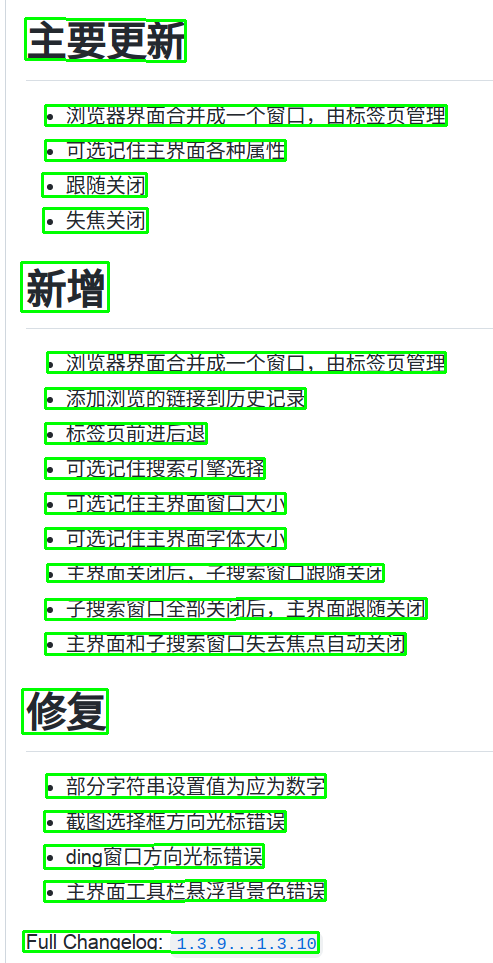 主要更新
• 浏览器界面合并成一个窗口，由标签页管理
• 可选记住主界面各种属性
• 跟随关闭
• 失焦关闭
新增
• 浏览器界面合并成一个窗口，由标签页管理
• 添加浏览的链接到历史记录
• 标签页前进后退
• 可选记住搜索引擎选择
• 可选记住主界面窗口大小
• 可选记住主界面字体大小
• 主界面关闭后，子搜索窗口跟随关闭
• 子搜索窗口全部关闭后，主界面跟随关闭
• 主界面和子搜索窗口失去焦点自动关闭
修复
• 部分字符串设置值为应为数字
• 截图选择框方向光标错误
• ding窗口方向光标错误
• 主界面工具栏悬浮背景色错误
Full Changelog: 1.3.9...1.3.10